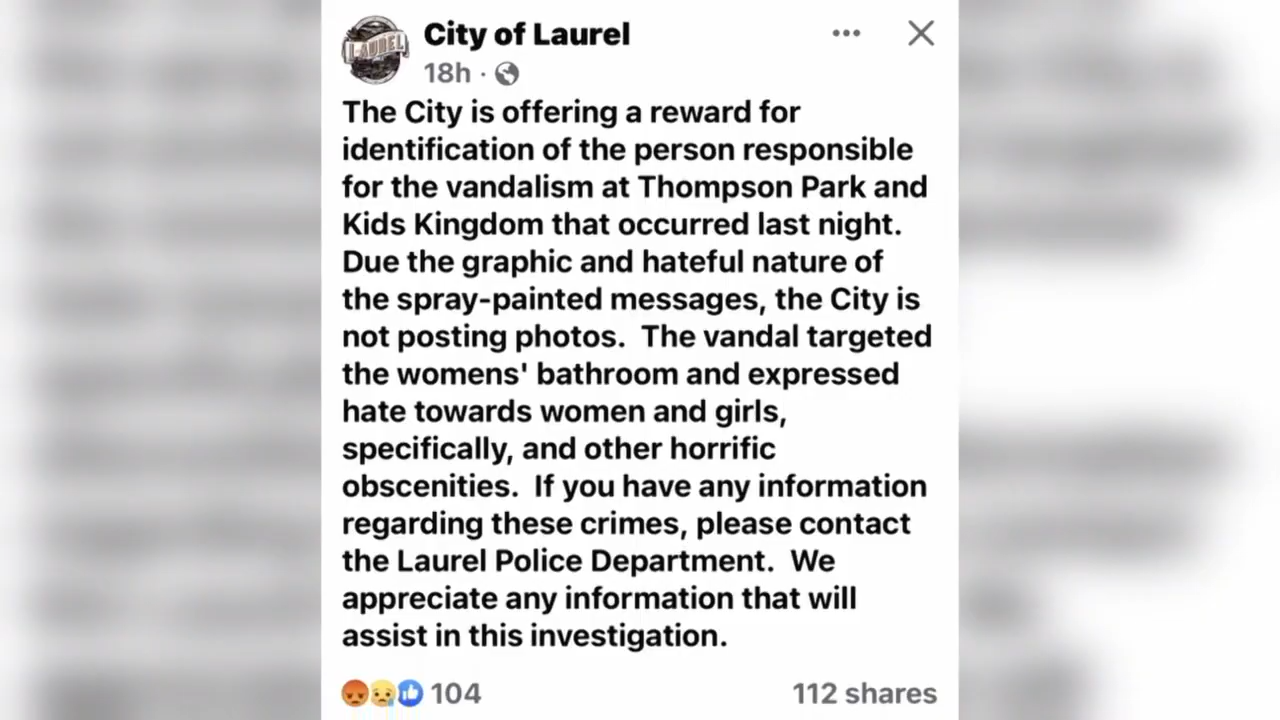 LAUREL
City of Laurel
18h ·
The City is offering a reward for
identification of the person responsible
for the vandalism at Thompson Park and
Kids Kingdom that occurred last night.
Due the graphic and hateful nature of
the spray-painted messages, the City is
not posting photos.  The vandal targeted
the womens' bathroom and expressed
hate towards women and girls,
specifically, and other horrific
obscenities.  If you have any information
regarding these crimes, please contact
the Laurel Police Department.  We
appreciate any information that will
assist in this investigation.
104
112 shares